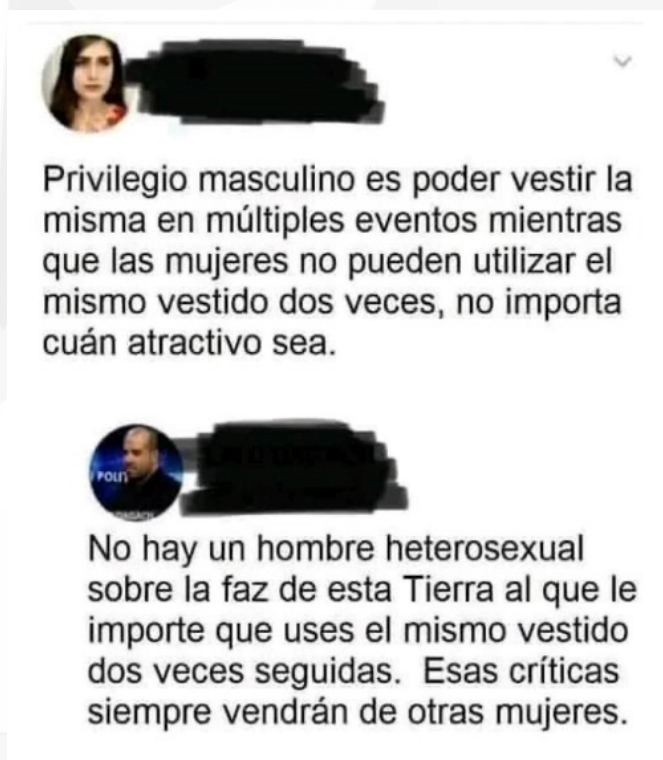 Privilegio masculino es poder vestir la
misma en múltiples eventos mientras
que las mujeres no pueden utilizar el
mismo vestido dos veces, no importa
cuán atractivo sea.
POLIT
No hay un hombre heterosexual
sobre la faz de esta Tierra al que le
importe que uses el mismo vestido
dos veces seguidas. Esas críticas
siempre vendrán de otras mujeres.